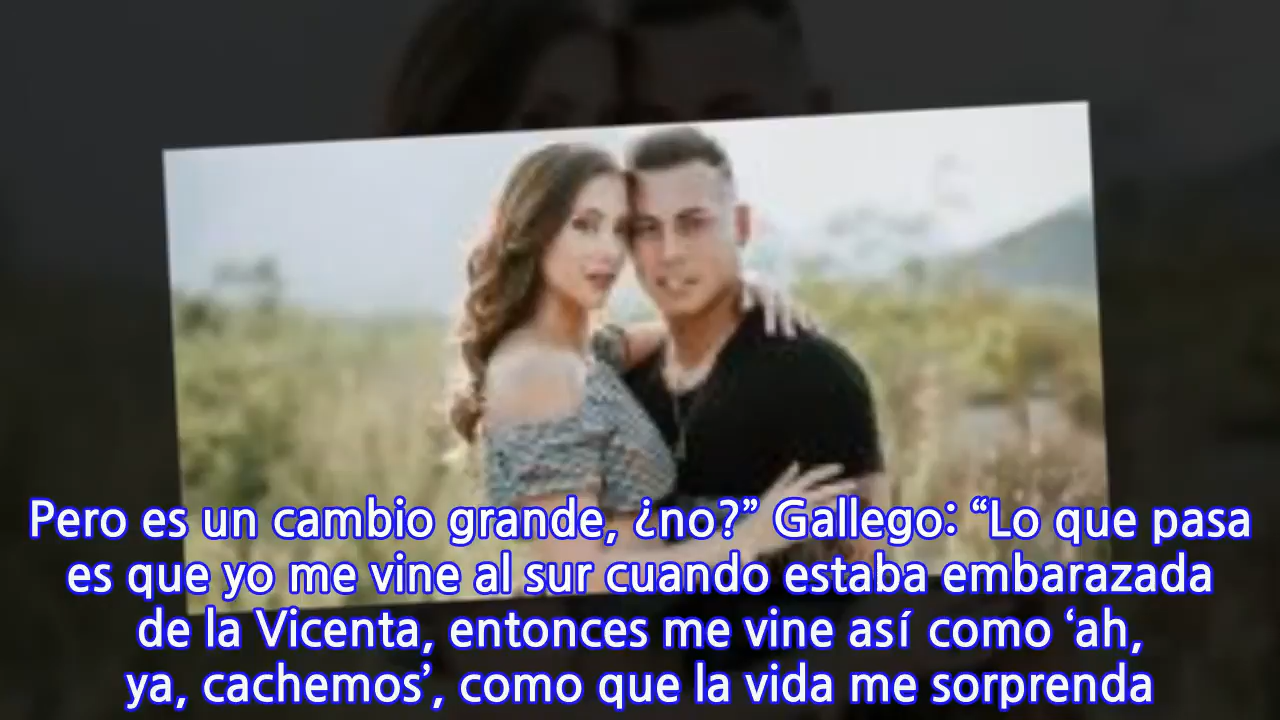 Pero es un cambio grande, ¿no?” Gallego: “Lo que pasa
es que yo me vine al sur cuando estaba embarazada
de la Vicenta, entonces me vine así como ‘ah,
ya, cachemos’, como que la vida me sorprenda